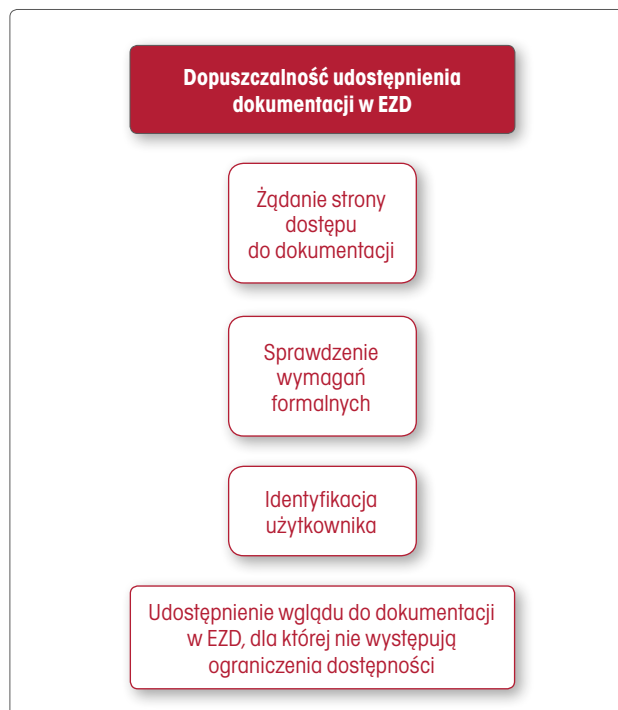 Dopuszczalność udostępnienia
dokumentacji w EZD
Żądanie strony
dostępu
do dokumentacji
Sprawdzenie
wymagań
formalnych
Identyfikacja
użytkownika
Udostępnienie wglądu do dokumentacji
w EZD, dla której nie występują
ograniczenia dostępności